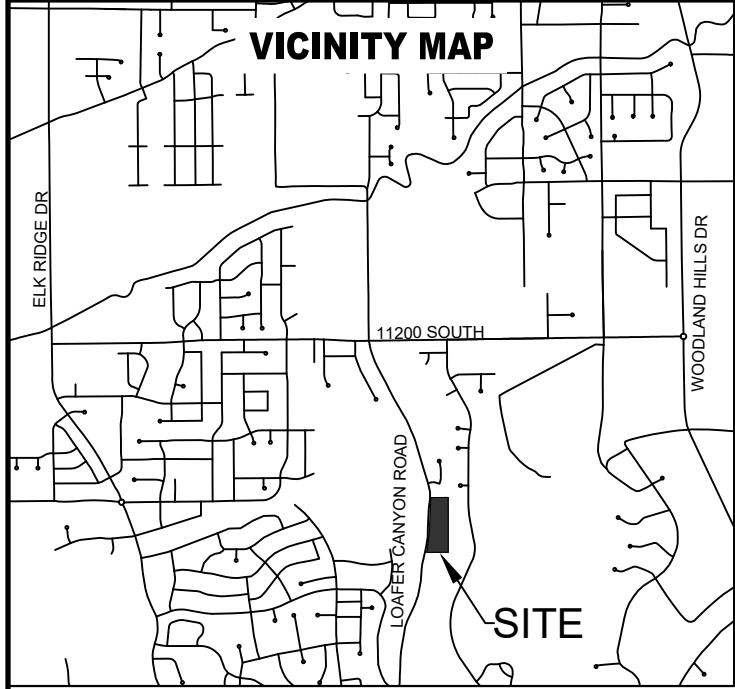 VICINITY MAP
ELK RIDGE DR
WOODLAND HILLS DR
11200 SOUTH
LOAFER CANYON ROAD
SITE